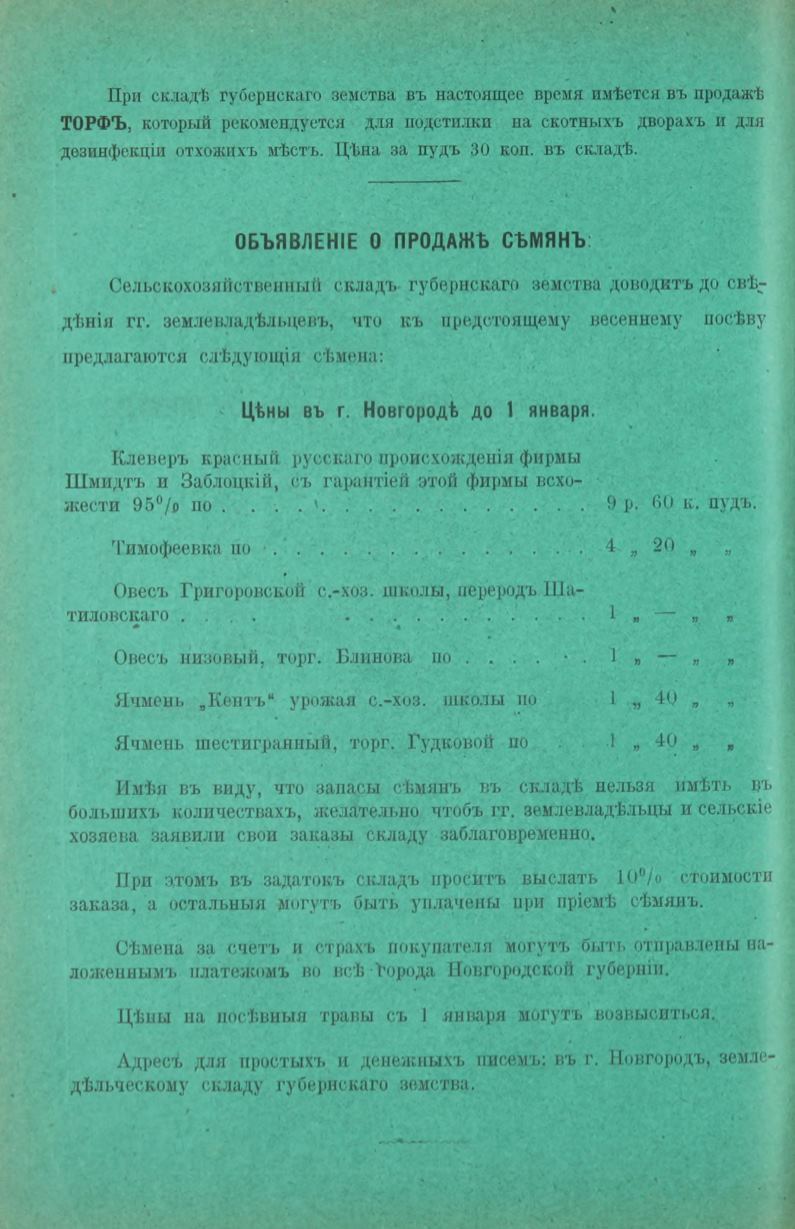 При складѣ губернскаго земства въ настоящее время имѣется въ продажѣ
ТОРФЪ, который рекомендуется для подстилки на скотныхъ дворахъ и для
дезинфекціи отхожихъ мѣстъ. Цѣна за пудъ 30 коп. въ складѣ.
ОБЪЯВЛЕНІЕ О ПРОДАЖѢ СѢМЯНЪ.
Сельскохозяйственный складъ губернскаго земства доводитъ до свѣ-
дѣнія гг. землевладѣльцевъ, что къ предстоящему весеннему посѣву
предлагаются слѣдующія сѣмена:
Цѣны въ г. Новгородѣ до 1 января.
Клеверъ красный русскаго происхожденія фирмы
Шмидтъ и Заблоцкій, съ гарантіей этой фирмы всхо-
жести 95% по . . . . . . . . . . . . . . . . 9 р. 60 к. пудъ.
Тимофеевка по . . . . . . . . . . . . . . 4 „ 20 „ „
Овесъ Григоровской с.-хоз. школы, перерод Ша-
тиловскаго . . . . . . . . . . . . . . . 1 „ — „ „
Овесъ низовый, торг. Блинова по . . . . . . 1 „ — „ „
Ячмень „Кентъ“ урожая с.-хоз. школы по 1 „ 40 „ „
Ячмень шестигранный, торг. Гудковой по . . 1 „ 40 „ „
Имѣя въ виду, что запасы сѣмянъ въ складѣ нельзя имѣть въ
большихъ количествахъ, желательно чтобъ гг. землевладѣльцы и сельскіе
хозяева заявили свои заказы складу заблаговременно.
При этомъ въ задатокъ складъ проситъ выслать 10% стоимости
заказа, а остальныя могутъ быть уплачены при пріемѣ сѣмянъ.
Сѣмена за счетъ и страхъ покупателя могутъ быть отправлены на-
ложеннымъ платежомъ во всѣ города Новгородской губерніи.
Цѣны на посѣвныя травы съ 1 января могутъ возвыситься.
Адресъ для простыхъ и денежныхъ писемъ: въ г. Новгородъ, земле-
дѣльческому складу губернскаго земства.